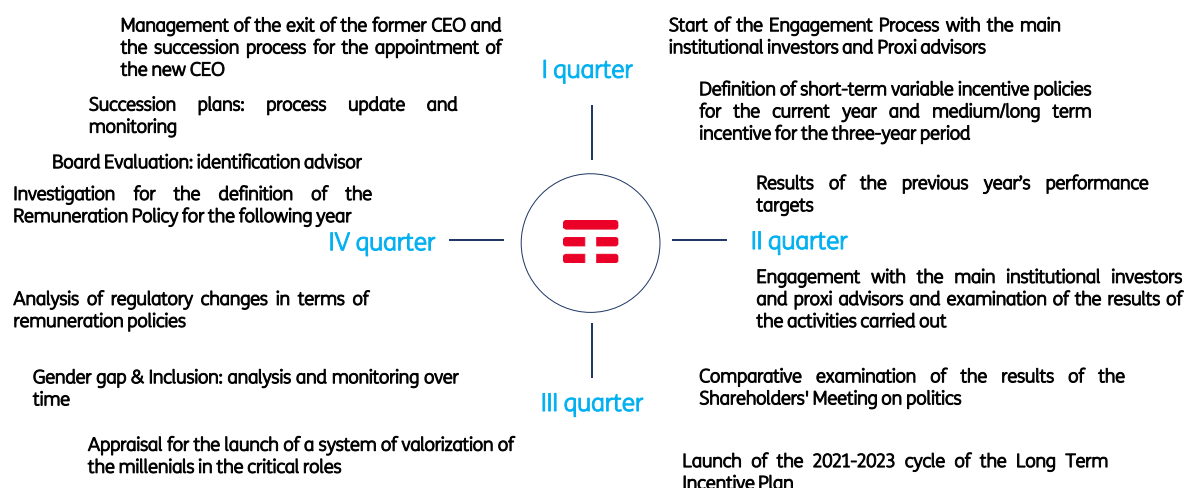 Management of the exit of the former CEO and
the succession process for the appointment of
the new CEO
Start of the Engagement Process with the main
institutional investors and Proxi advisors
I quarter
Definition of short-term variable incentive policies
for the current year and medium/long term
incentive for the three-year period
Succession plans: process update and
monitoring
Board Evaluation: identification advisor
Investigation for the definition of the
Remuneration Policy for the following year
Results of the previous year's performance
targets
IV quarter
II quarter
Engagement with the main institutional investors
and proxi advisors and examination of the results of
the activities carried out
Analysis of regulatory changes in terms of
remuneration policies
Gender gap & Inclusion: analysis and monitoring over
time
Comparative examination of the results of the
Shareholders' Meeting on politics
III quarter
Appraisal for the launch of a system of valorization of
the millenials in the critical roles
Launch of the 2021-2023 cycle of the Long Term
Incentive Plan